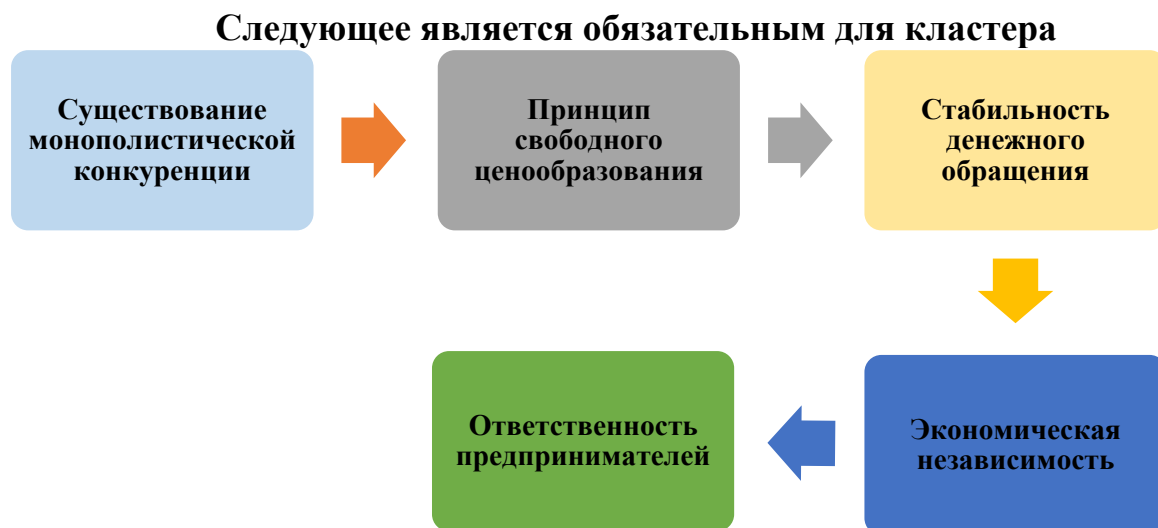 Следующее является обязательным для кластера
Существование
монополистической
конкуренции
Принцип
свободного
ценообразования
Стабильность
денежного
обращения
Экономическая
независимость
Ответственность
предпринимателей